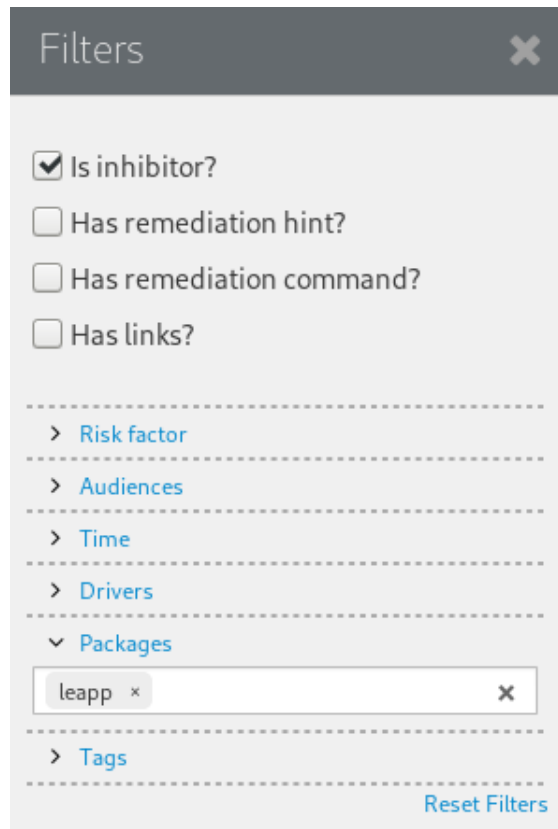 Filters
Is inhibitor?
Has remediation hint?
Has remediation command?
Has links?
Risk factor
Audiences
Time
Drivers
Packages
leapp ×
Tags
Reset Filters